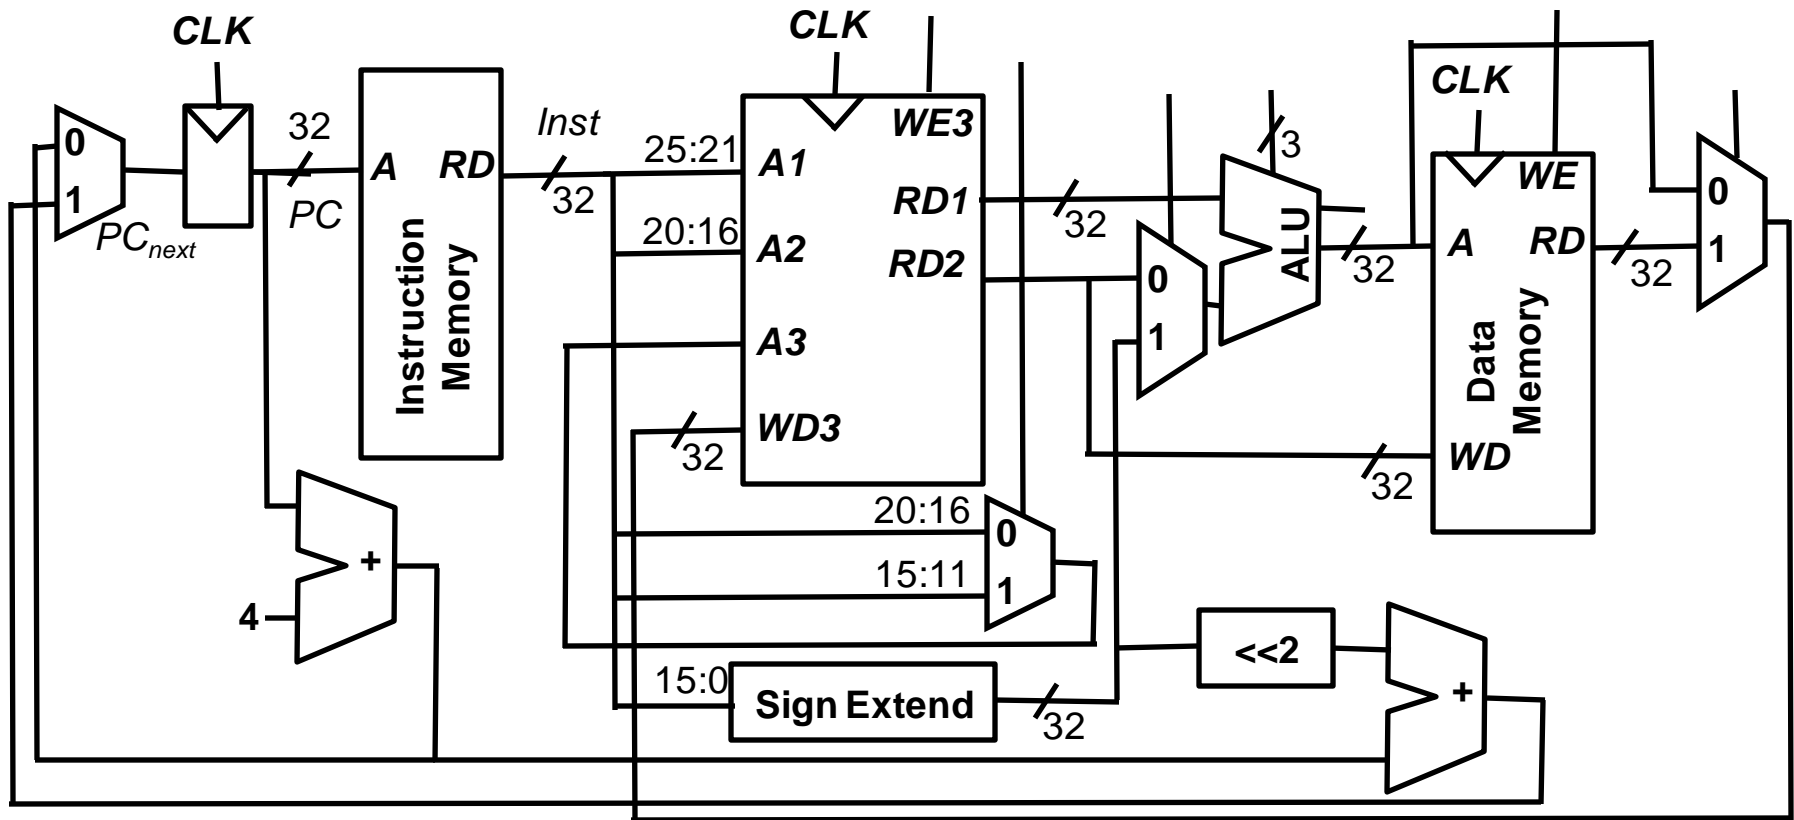 CLK
0
1
PCnext
32
PC
A
RD
Instruction
Memory
Inst
32
4
+
CLK
WE3
25:21
A1
20:16
A2
A3
WD3
32
RD1
32
RD2
20:16
0
15:11
1
15:0
Sign Extend
32
0
1
3
ALU
32
<<2
+
CLK
WE
A
RD
32
Data
Memory
WD
32
0
1